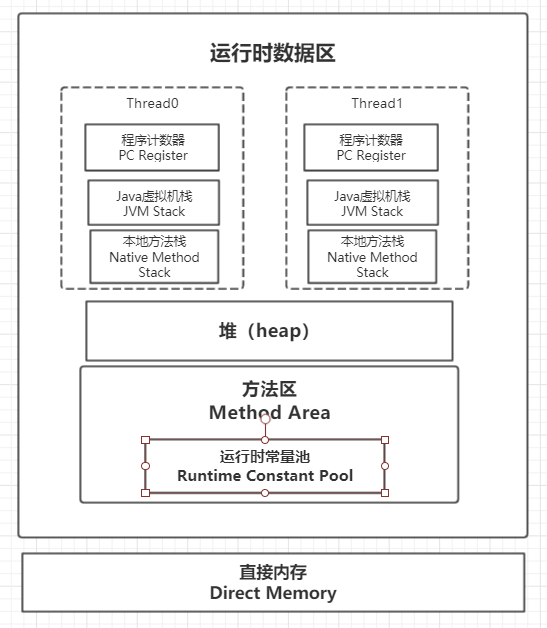 运行时数据区
Thread0
程序计数器
PC Register
Java虚拟机栈
JVM Stack
本地方法栈
Native Method
Stack
Thread1
程序计数器
PC Register
Java虚拟机栈
JVM Stack
本地方法栈
Native Method
Stack
堆（heap）
方法区
Method Area
运行时常量池
Runtime Constant Pool
直接内存
Direct Memory